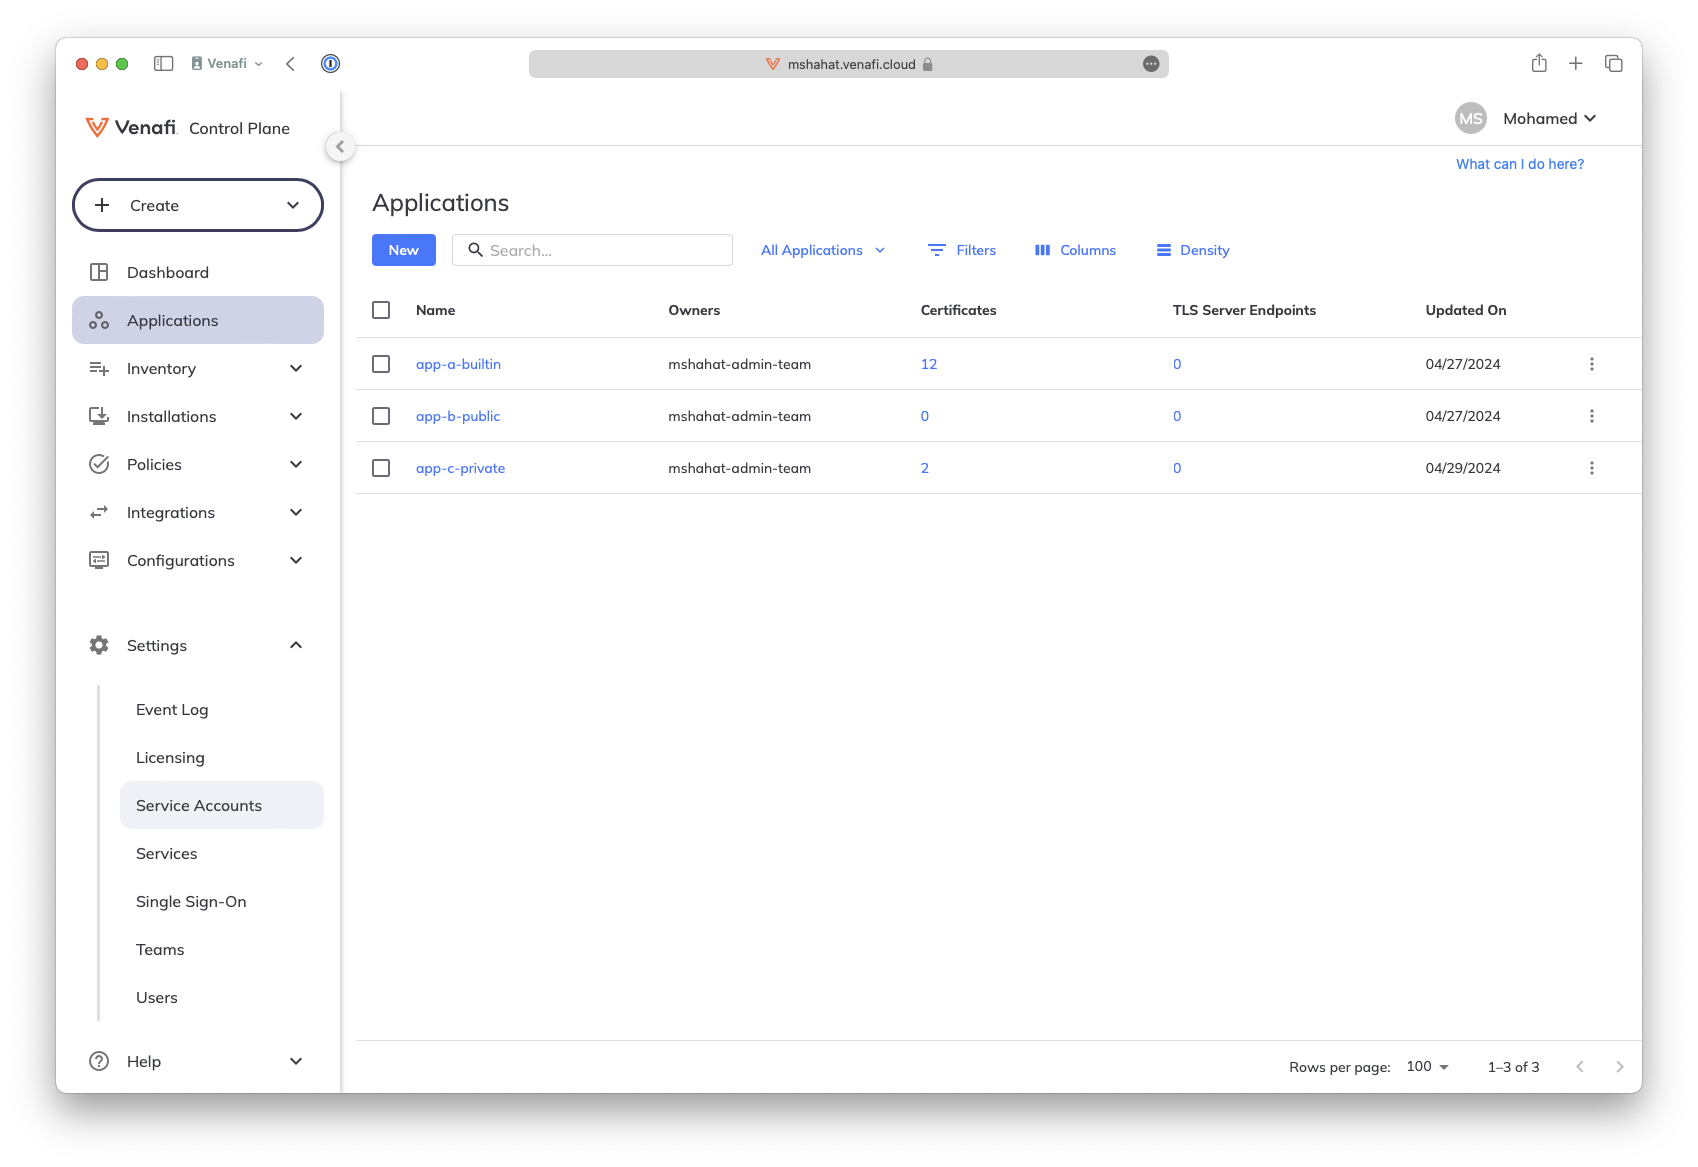 Venafi
mshahat.venafi.cloud
Venafi Control Plane
MS Mohamed
What can I do here?
Create
Dashboard
Applications
Inventory
Installations
Policies
Integrations
Configurations
Settings
Event Log
Licensing
Service Accounts
Services
Single Sign-On
Teams
Users
Help
Applications
New Search... All Applications Filters Columns Density
Name Owners Certificates TLS Server Endpoints Updated On
app-a-builtin mshahat-admin-team 12 0 04/27/2024
app-b-public mshahat-admin-team 0 0 04/27/2024
app-c-private mshahat-admin-team 2 0 04/29/2024
Rows per page: 100 1–3 of 3